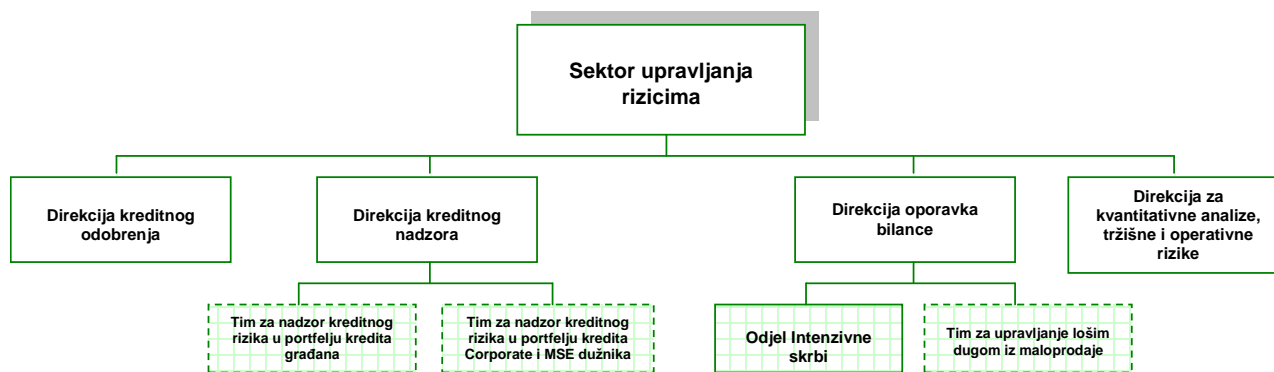 Sektor upravljanja
rizicima
Direkcija kreditnog
odobrenja
Direkcija kreditnog
nadzora
Direkcija oporavka
bilance
Direkcija za
kvantitativne analize,
tržišne i operativne
rizike
Tim za nadzor kreditnog
rizika u portfelju kredita
građana
Tim za nadzor kreditnog
rizika u portfelju kredita
Corporate i MSE dužnika
Odjel Intenzivne
skrbi
Tim za upravljanje lošim
dugom iz maloprodaje